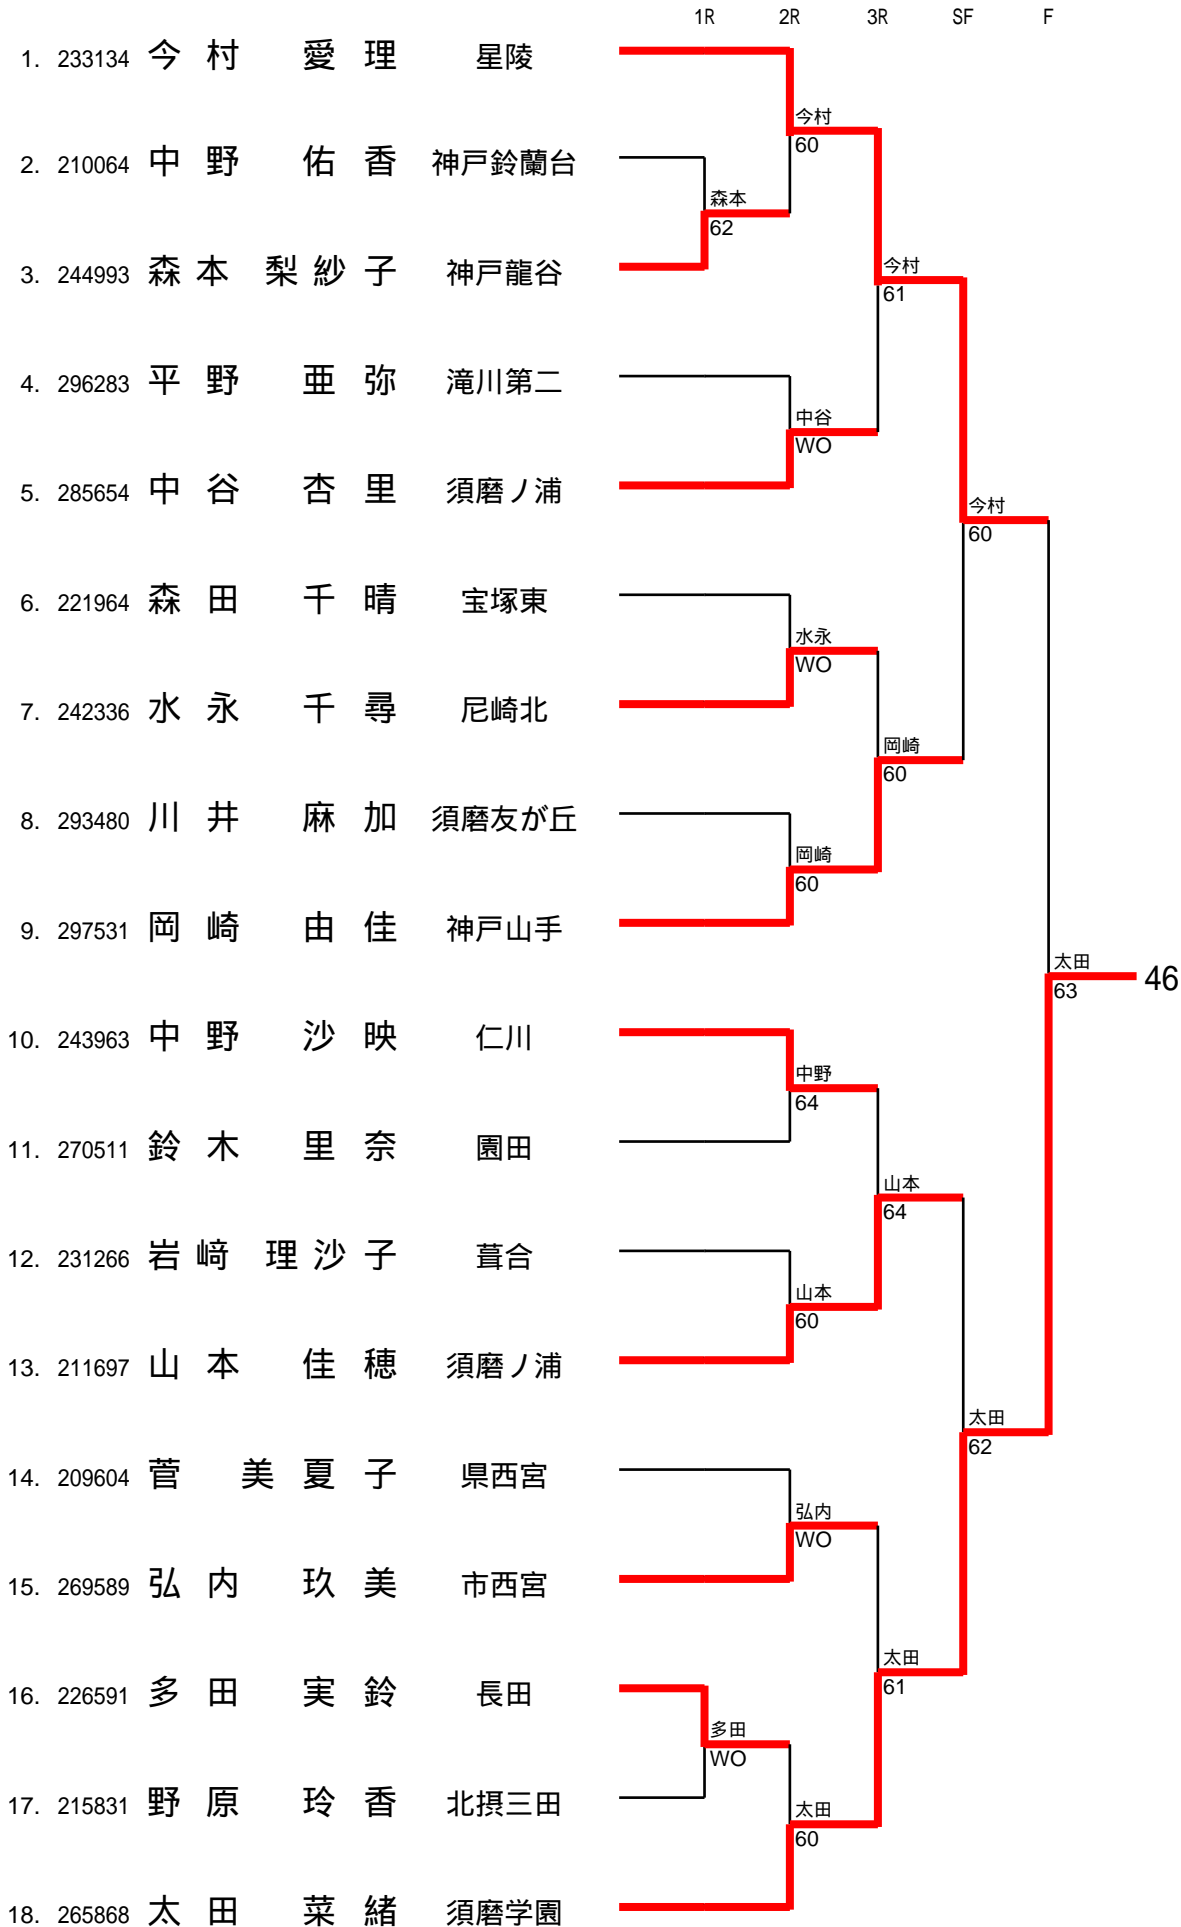 1R 2R 3R SF F
1. 233134 今村 愛理 星陵
今村
60
2. 210064 中野 佑香 神戸鈴蘭台
森本
62
3. 244993 森本 梨紗子 神戸龍谷
今村
61
4. 296283 平野 亜弥 滝川第二
中谷
WO
5. 285654 中谷 杏里 須磨ノ浦
今村
60
6. 221964 森田 千晴 宝塚東
水永
WO
7. 242336 水永 千尋 尼崎北
岡崎
60
8. 293480 川井 麻加 須磨友が丘
岡崎
60
9. 297531 岡崎 由佳 神戸山手
太田
63
46
10. 243963 中野 沙映 仁川
中野
64
11. 270511 鈴木 里奈 園田
山本
64
12. 231266 岩﨑 理沙子 葺合
山本
60
13. 211697 山本 佳穂 須磨ノ浦
太田
62
14. 209604 菅 美夏子 県西宮
弘内
WO
15. 269589 弘内 玖美 市西宮
太田
61
16. 226591 多田 実鈴 長田
多田
WO
17. 215831 野原 玲香 北摂三田
太田
60
18. 265868 太田 菜緒 須磨学園